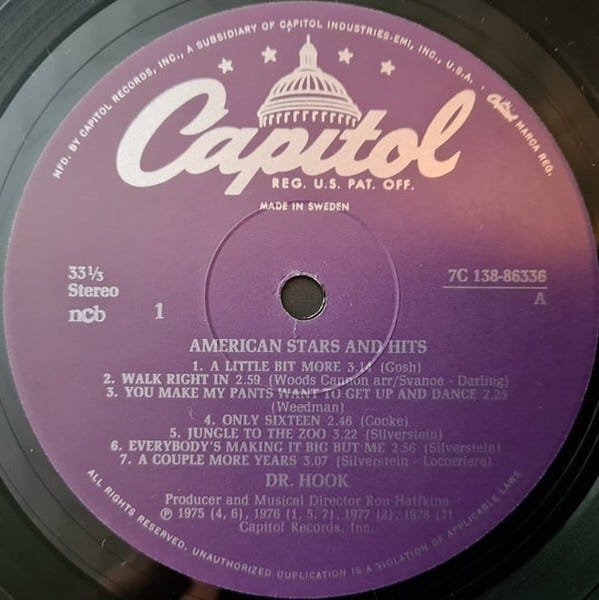 MFD. BY CAPITOL RECORDS, INC., A SUBSIDIARY OF CAPITOL INDUSTRIES-EMI, INC., U.S.A.
Capitol MARCA REG.
Capitol
REG. U.S. PAT. OFF.
MADE IN SWEDEN
33⅓
Stereo
ncb
1
7C 138-86336
A
AMERICAN STARS AND HITS
1. A LITTLE BIT MORE 3.14 (Gosh)
2. WALK RIGHT IN 2.59 (Woods Cannon arr/Svanoe - Darling)
3. YOU MAKE MY PANTS WANT TO GET UP AND DANCE 2.25
(Weedman)
4. ONLY SIXTEEN 2.46 (Cooke)
5. JUNGLE TO THE ZOO 3.22 (Silverstein)
6. EVERYBODY'S MAKING IT BIG BUT ME 2.56 (Silverstein)
7. A COUPLE MORE YEARS 3.07 (Silverstein - Locorriere)
DR. HOOK
Producer and Musical Director Ron Haffkine
℗ 1975 (4, 6), 1976 (1, 5, 7), 1977 (2), 1978 (3)
Capitol Records, Inc.
ALL RIGHTS RESERVED. UNAUTHORIZED DUPLICATION IS A VIOLATION OF APPLICABLE LAWS